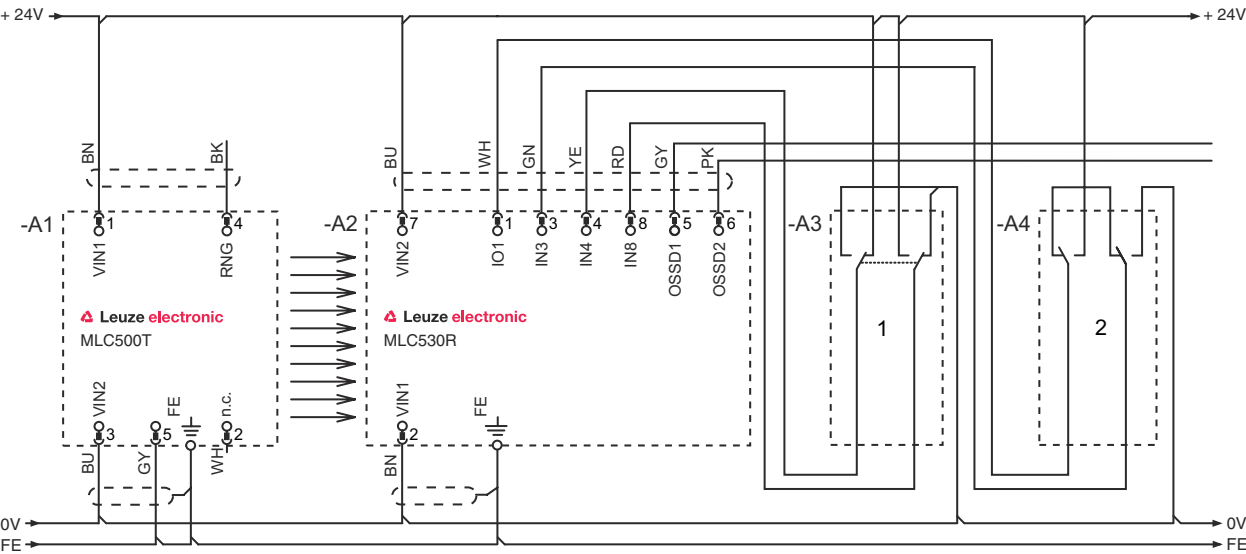 + 24V
+ 24V
BN
BK
BU
WH
GN
YE
RD
GY
PK
-A1
1
4
-A2
7
1
3
4
8
5
6
-A3
-A4
VIN1
RNG
VIN2
IO1
IN3
IN4
IN8
OSSD1
OSSD2
Leuze electronic
MLC500T
Leuze electronic
MLC530R
1
2
VIN2
FE
n.c.
VIN1
FE
3
5
2
2
BU
GY
WH
BN
0V
0V
FE
FE